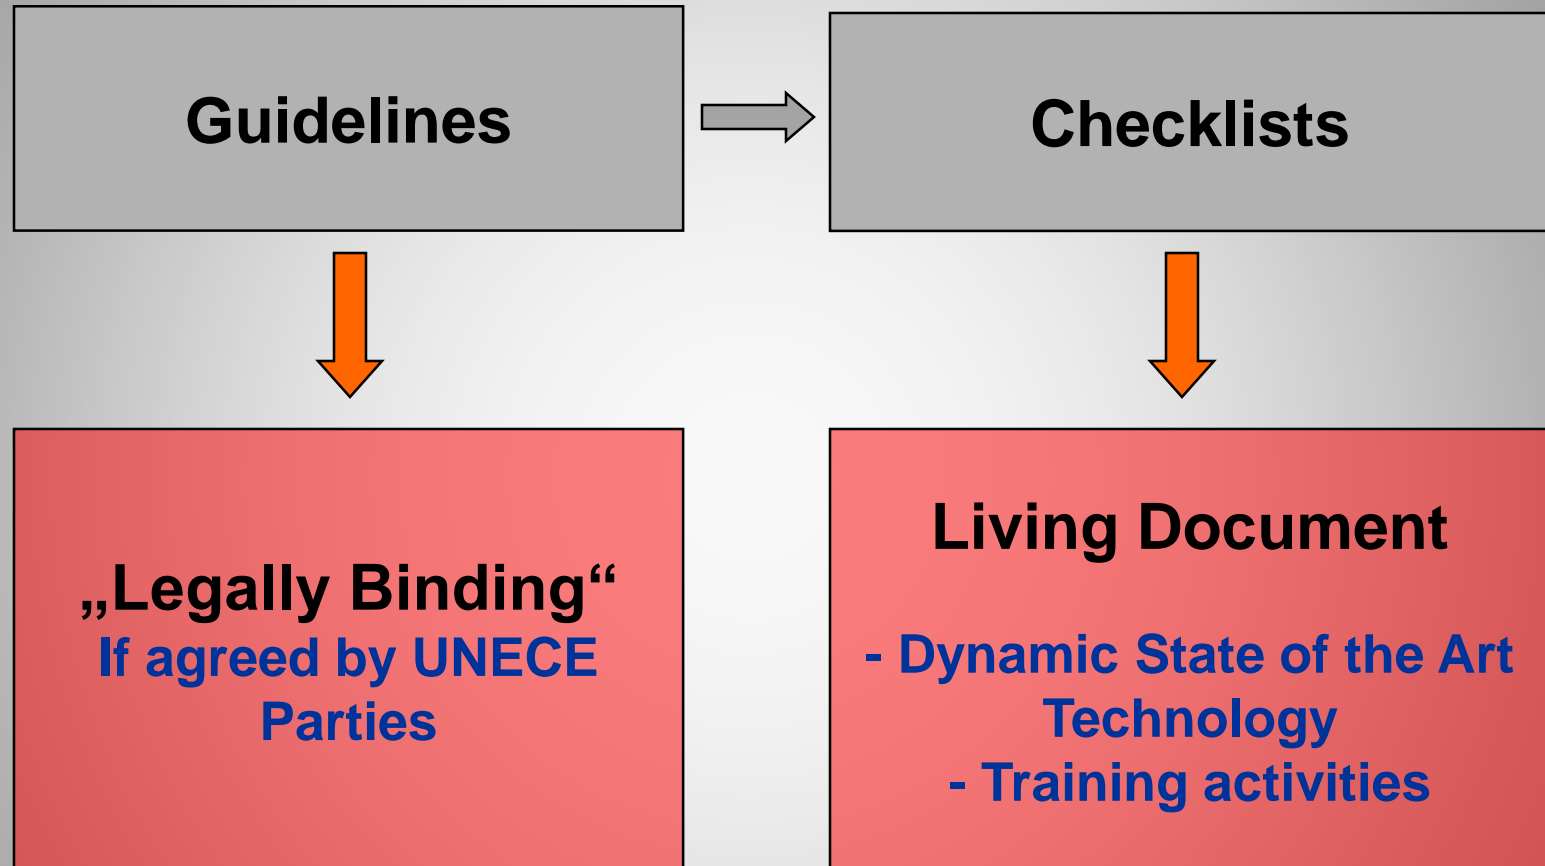 Guidelines
Checklists
„Legally Binding“
If agreed by UNECE
Parties
Living Document
- Dynamic State of the Art
Technology
- Training activities